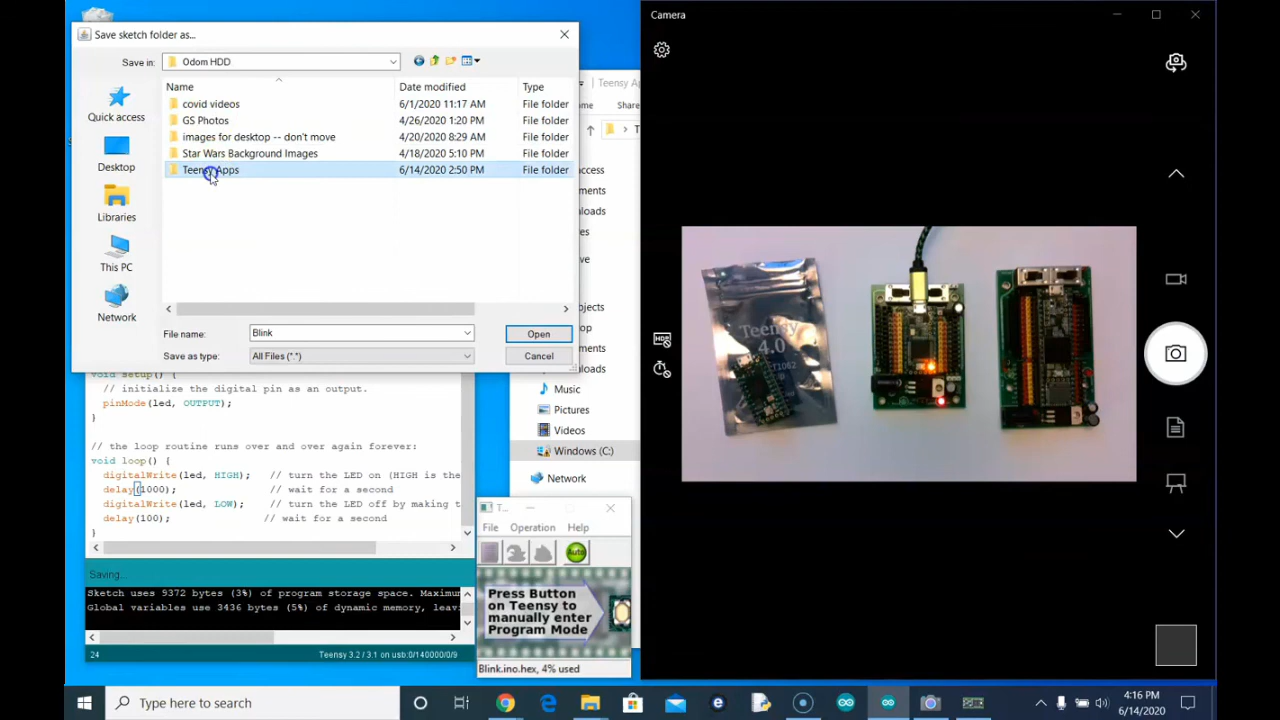 Save sketch folder as...
Save in:
Odom HDD
Name
Date modified
Type
covid videos
6/1/2020 11:17 AM
File folder
GS Photos
4/26/2020 1:20 PM
File folder
images for desktop -- don't move
4/20/2020 8:29 AM
File folder
Star Wars Background Images
4/18/2020 5:10 PM
File folder
Teensy Apps
6/14/2020 2:50 PM
File folder
Quick access
Desktop
Libraries
This PC
Network
File name:
Blink
Open
Save as type:
All Files (*.*)
Cancel
Teensy Ap
Share
Music
Pictures
Videos
Windows (C:)
Network
void setup() {
// initialize the digital pin as an output.
pinMode(led, OUTPUT);
}
// the loop routine runs over and over again forever:
void loop() {
digitalWrite(led, HIGH);   // turn the LED on (HIGH is the
delay(1000);               // wait for a second
digitalWrite(led, LOW);    // turn the LED off by making t
delay(100);               // wait for a second
}
Saving...
Sketch uses 9372 bytes (3%) of program storage space. Maximu
Global variables use 3436 bytes (5%) of dynamic memory, leav
24
Teensy 3.2 / 3.1 on usb:0/140000/0/9
T...
File
Operation
Help
Auto
Press Button
on Teensy to
manually enter
Program Mode
Blink.ino.hex, 4% used
Camera
HDR
Teensy
4.0
Type here to search
4:16 PM
6/14/2020